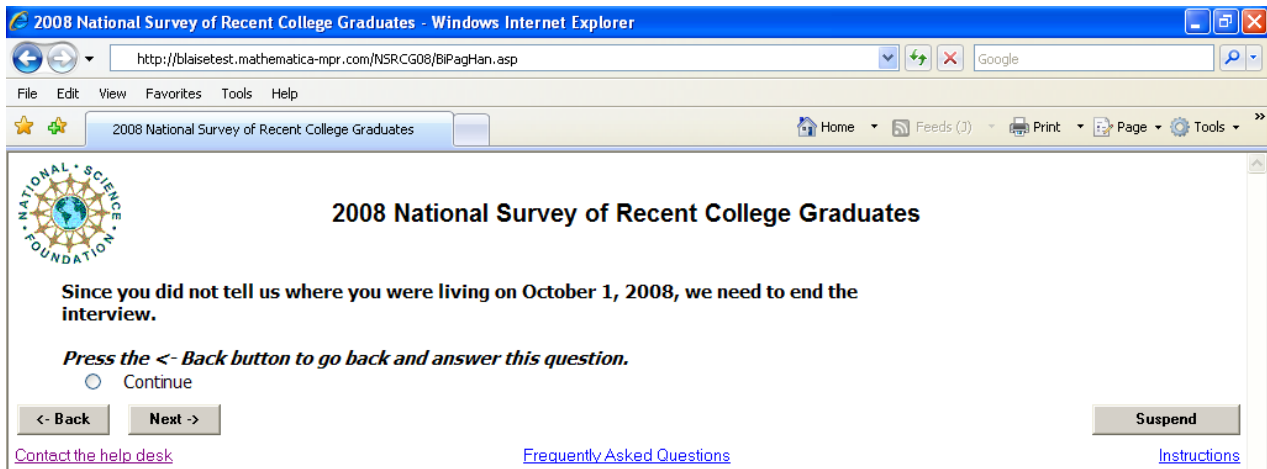 2008 National Survey of Recent College Graduates - Windows Internet Explorer
http://blaisetest.mathematica-mpr.com/NSRCG08/BiPagHan.asp
Google
File Edit View Favorites Tools Help
2008 National Survey of Recent College Graduates
Home Feeds (J) Print Page Tools »
NATIONAL SCIENCE FOUNDATION
2008 National Survey of Recent College Graduates
Since you did not tell us where you were living on October 1, 2008, we need to end the
interview.
Press the <- Back button to go back and answer this question.
Continue
<- Back Next -> Suspend
Contact the help desk Frequently Asked Questions Instructions